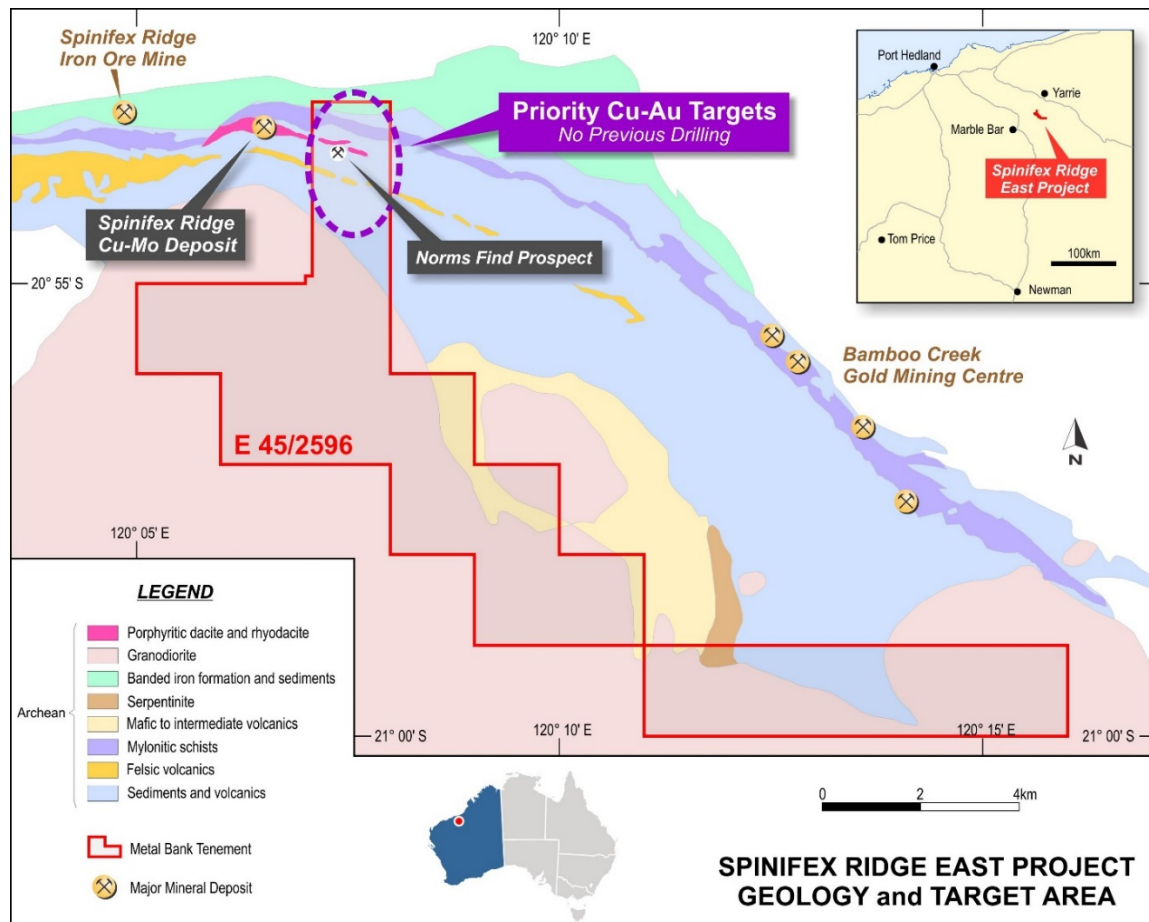 Spinifex Ridge
Iron Ore Mine
120° 10' E
Priority Cu-Au Targets
No Previous Drilling
Port Hedland
Yarrie
Marble Bar
Spinifex Ridge
East Project
Tom Price
100km
Newman
Spinifex Ridge
Cu-Mo Deposit
Norms Find Prospect
20° 55' S
Bamboo Creek
Gold Mining Centre
E 45/2596
N
120° 05' E
LEGEND
Archean
Porphyritic dacite and rhyodacite
Granodiorite
Banded iron formation and sediments
Serpentinite
Mafic to intermediate volcanics
Mylonitic schists
Felsic volcanics
Sediments and volcanics
Metal Bank Tenement
Major Mineral Deposit
21° 00' S
120° 10' E
120° 15' E
21° 00' S
0 2 4km
SPINIFEX RIDGE EAST PROJECT
GEOLOGY and TARGET AREA